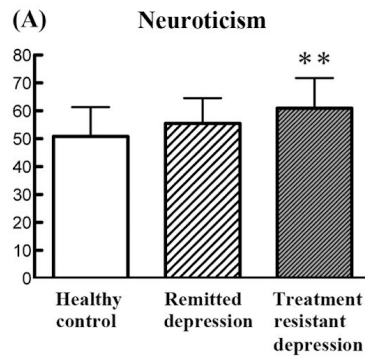 (A) Neuroticism
80
**
70
60
50
40
30
20
10
0
Healthy control
Remitted depression
Treatment resistant depression